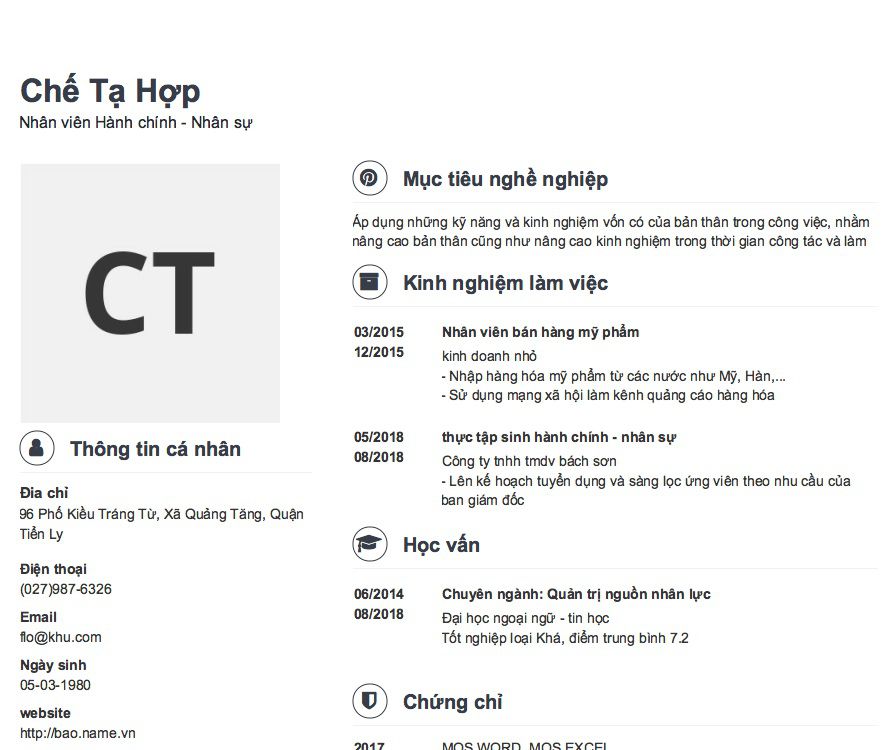 Chế Tạ Hợp
Nhân viên Hành chính - Nhân sự
CT
Thông tin cá nhân
Đia chỉ
96 Phố Kiều Tráng Từ, Xã Quảng Tăng, Quận
Tiển Ly
Điện thoại
(027)987-6326
Email
flo@khu.com
Ngày sinh
05-03-1980
website
http://bao.name.vn
Mục tiêu nghề nghiệp
Áp dụng những kỹ năng và kinh nghiệm vốn có của bản thân trong công việc, nhằm
nâng cao bản thân cũng như nâng cao kinh nghiệm trong thời gian công tác và làm
Kinh nghiệm làm việc
03/2015 Nhân viên bán hàng mỹ phẩm
12/2015 kinh doanh nhỏ
- Nhập hàng hóa mỹ phẩm từ các nước như Mỹ, Hàn,...
- Sử dụng mạng xã hội làm kênh quảng cáo hàng hóa
05/2018 thực tập sinh hành chính - nhân sự
08/2018 Công ty tnhh tmdv bách sơn
- Lên kế hoạch tuyển dụng và sàng lọc ứng viên theo nhu cầu của
ban giám đốc
Học vấn
06/2014 Chuyên ngành: Quản trị nguồn nhân lực
08/2018 Đại học ngoại ngữ - tin học
Tốt nghiệp loại Khá, điểm trung bình 7.2
Chứng chỉ
2017 MOS WORD, MOS EXCEL